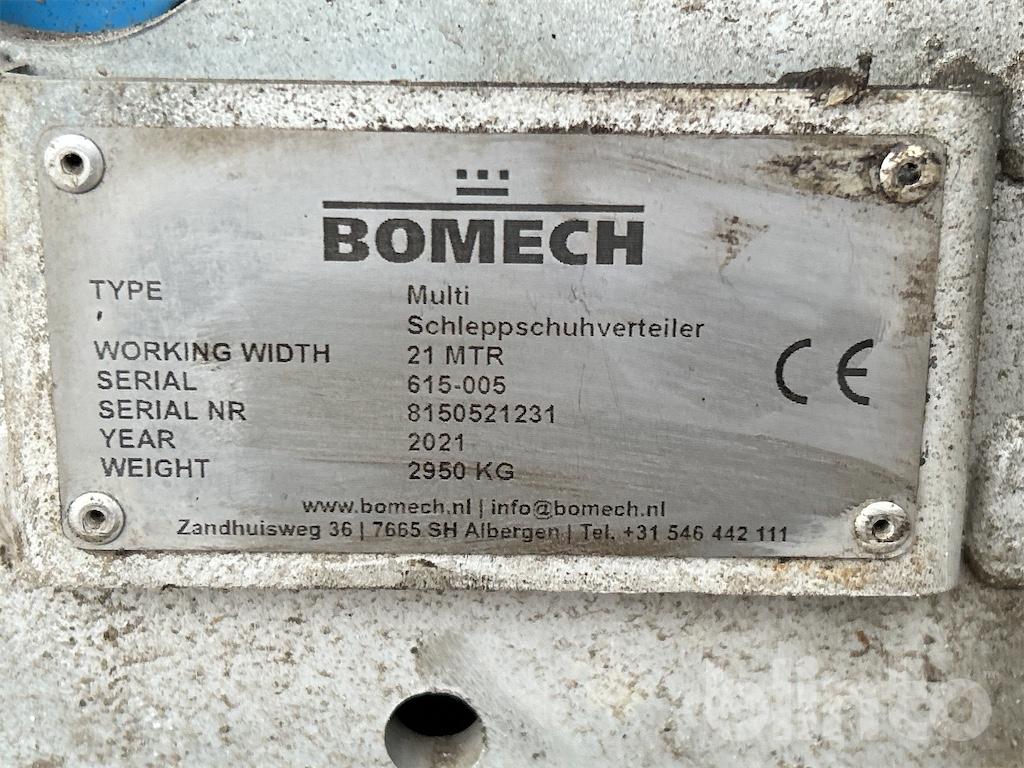 BOMECH
TYPE Multi
Schleppschuhverteiler
WORKING WIDTH 21 MTR
SERIAL 615-005
SERIAL NR 8150521231
YEAR 2021
WEIGHT 2950 KG
CE
www.bomech.nl | info@bomech.nl
Zandhuisweg 36 | 7665 SH Albergen | Tel. +31 546 442 111
blinto